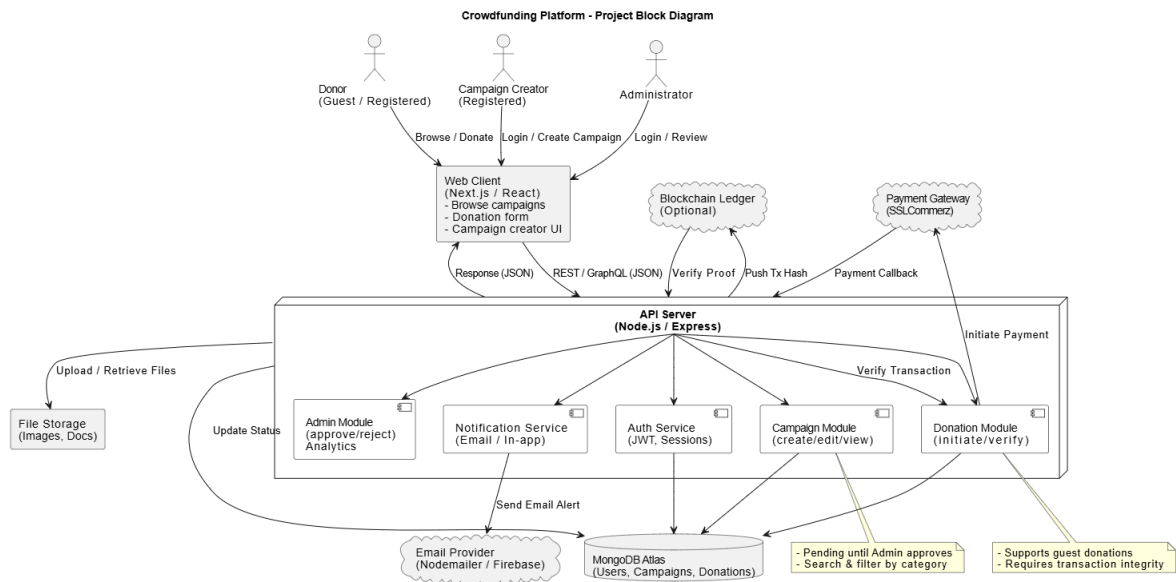 Crowdfunding Platform - Project Block Diagram
Donor
(Guest / Registered)
Campaign Creator
(Registered)
Administrator
Browse / Donate
Login / Create Campaign
Login / Review
Web Client
(Next.js / React)
- Browse campaigns
- Donation form
- Campaign creator UI
Blockchain Ledger
(Optional)
Payment Gateway
(SSLCommerz)
Response (JSON)
REST / GraphQL (JSON)
Verify Proof
Push Tx Hash
Payment Callback
API Server
(Node.js / Express)
Initiate Payment
Upload / Retrieve Files
Verify Transaction
File Storage
(Images, Docs)
Update Status
Admin Module
(approve/reject)
Analytics
Notification Service
(Email / In-app)
Auth Service
(JWT, Sessions)
Campaign Module
(create/edit/view)
Donation Module
(initiate/verify)
Send Email Alert
Email Provider
(Nodemailer / Firebase)
MongoDB Atlas
(Users, Campaigns, Donations)
- Pending until Admin approves
- Search & filter by category
- Supports guest donations
- Requires transaction integrity